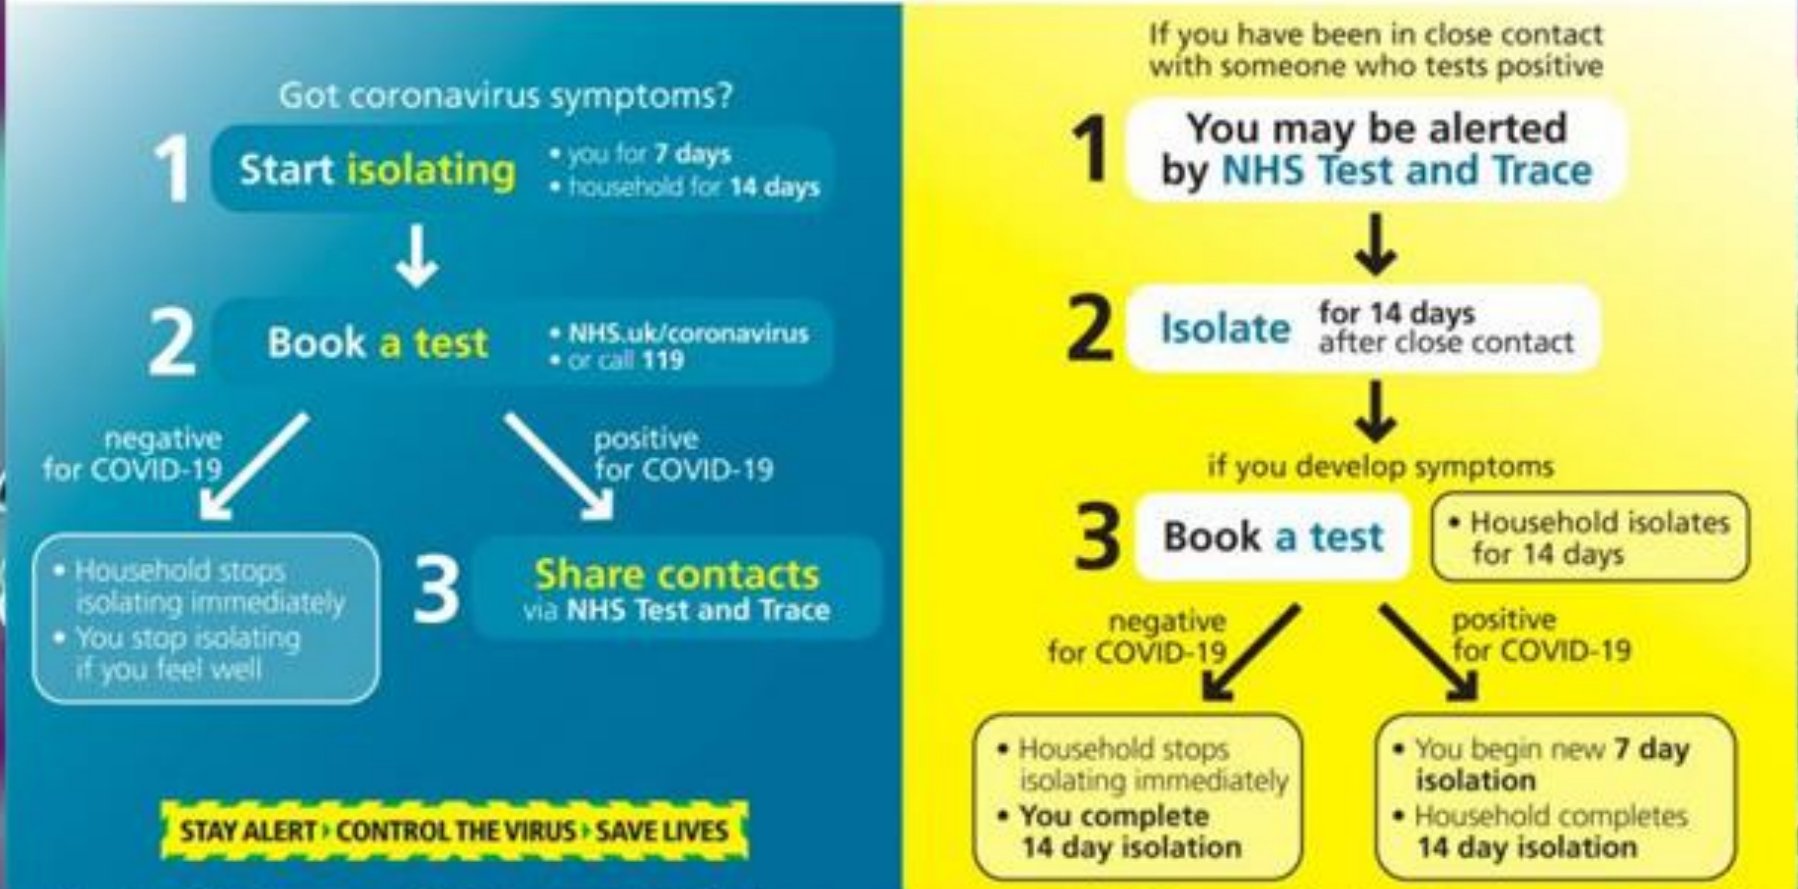 Got coronavirus symptoms?
1
Start isolating
• you for 7 days
• household for 14 days
2
Book a test
• NHS.uk/coronavirus
• or call 119
negative
for COVID-19
positive
for COVID-19
• Household stops
isolating immediately
• You stop isolating
if you feel well
3
Share contacts
via NHS Test and Trace
STAY ALERT CONTROL THE VIRUS SAVE LIVES
If you have been in close contact
with someone who tests positive
1
You may be alerted
by NHS Test and Trace
2
Isolate
for 14 days
after close contact
if you develop symptoms
3
Book a test
• Household isolates
for 14 days
negative
for COVID-19
positive
for COVID-19
• Household stops
isolating immediately
• You complete
14 day isolation
• You begin new 7 day
isolation
• Household completes
14 day isolation